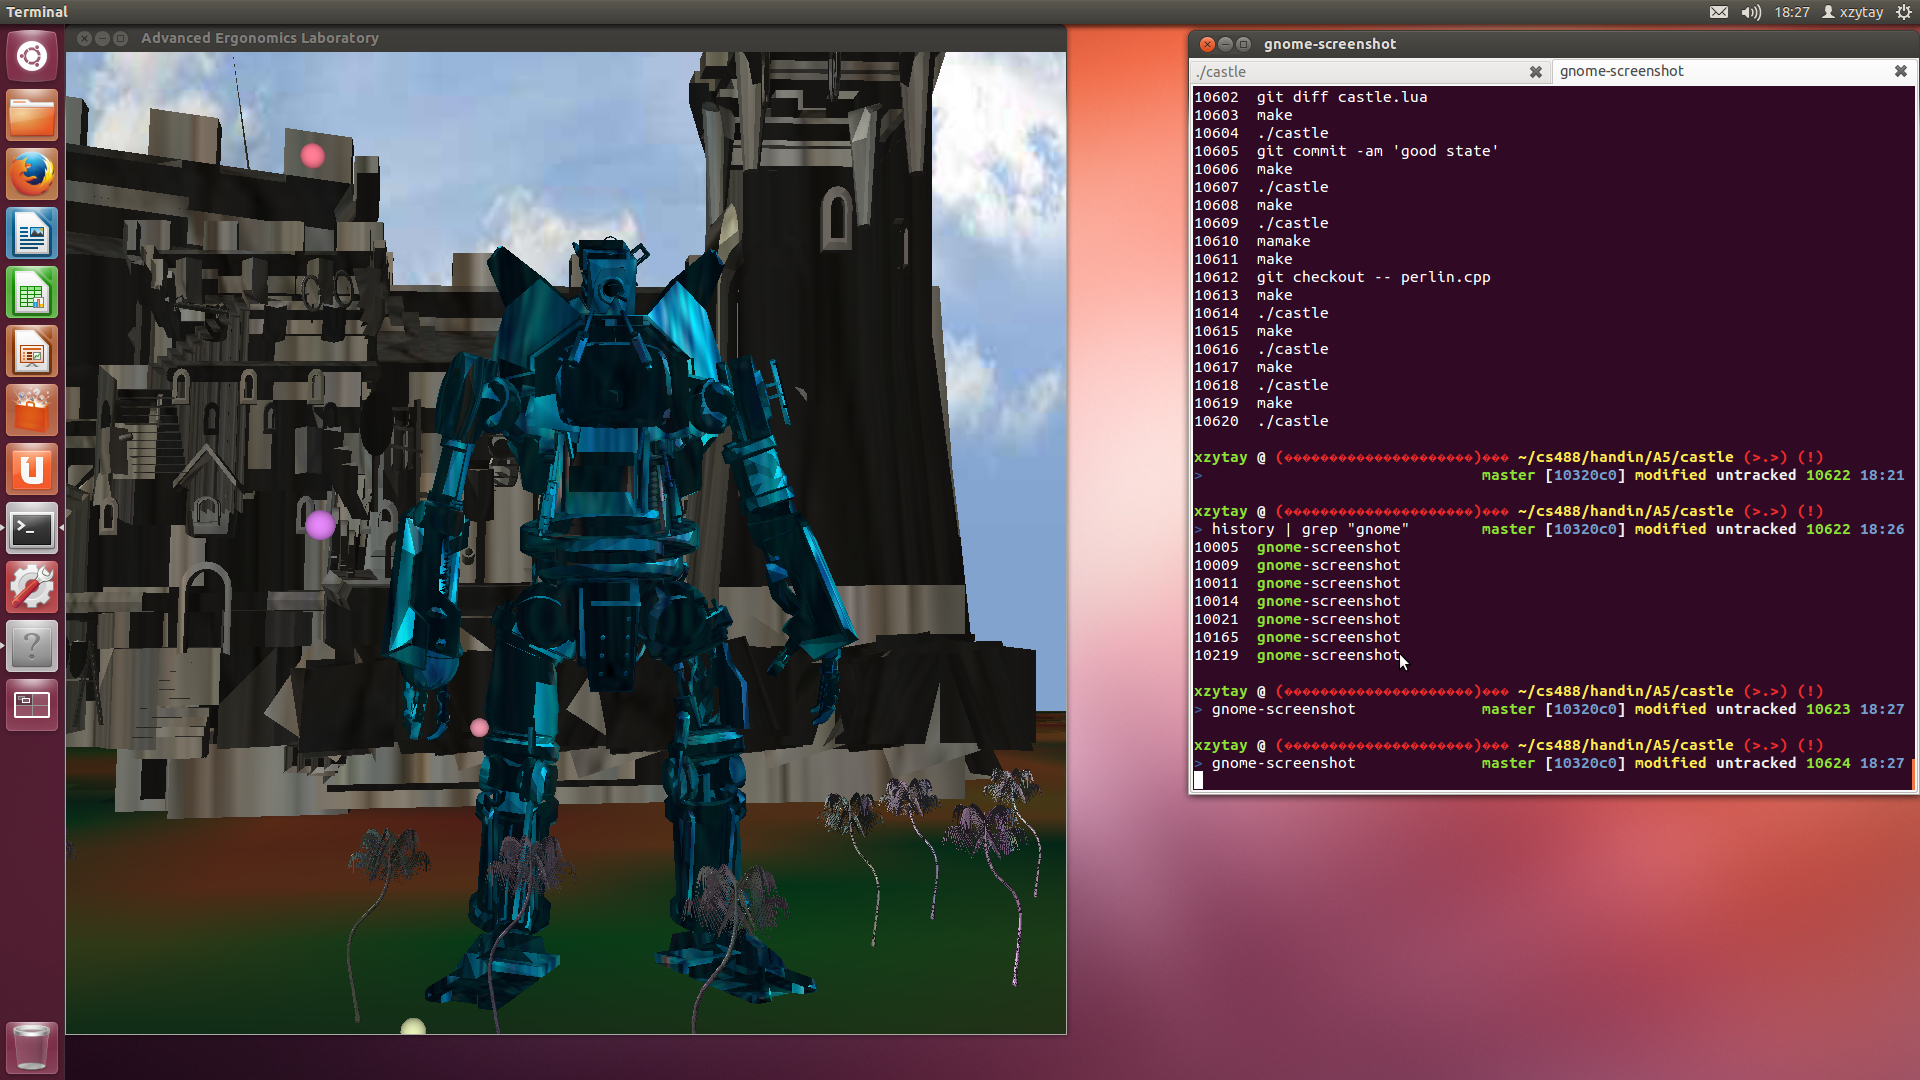 Terminal
18:27 xzytay
Advanced Ergonomics Laboratory
gnome-screenshot
./castle
gnome-screenshot
10602 git diff castle.lua
10603 make
10604 ./castle
10605 git commit -am 'good state'
10606 make
10607 ./castle
10608 make
10609 ./castle
10610 mamake
10611 make
10612 git checkout -- perlin.cpp
10613 make
10614 ./castle
10615 make
10616 ./castle
10617 make
10618 ./castle
10619 make
10620 ./castle
xzytay @ (���������������������)��� ~/cs488/handin/A5/castle (>.>) (!)
> master [10320c0] modified untracked 10622 18:21
xzytay @ (���������������������)��� ~/cs488/handin/A5/castle (>.>) (!)
> history | grep "gnome" master [10320c0] modified untracked 10622 18:26
10005 gnome-screenshot
10009 gnome-screenshot
10011 gnome-screenshot
10014 gnome-screenshot
10021 gnome-screenshot
10165 gnome-screenshot
10219 gnome-screenshot
xzytay @ (���������������������)��� ~/cs488/handin/A5/castle (>.>) (!)
> gnome-screenshot master [10320c0] modified untracked 10623 18:27
xzytay @ (���������������������)��� ~/cs488/handin/A5/castle (>.>) (!)
> gnome-screenshot master [10320c0] modified untracked 10624 18:27